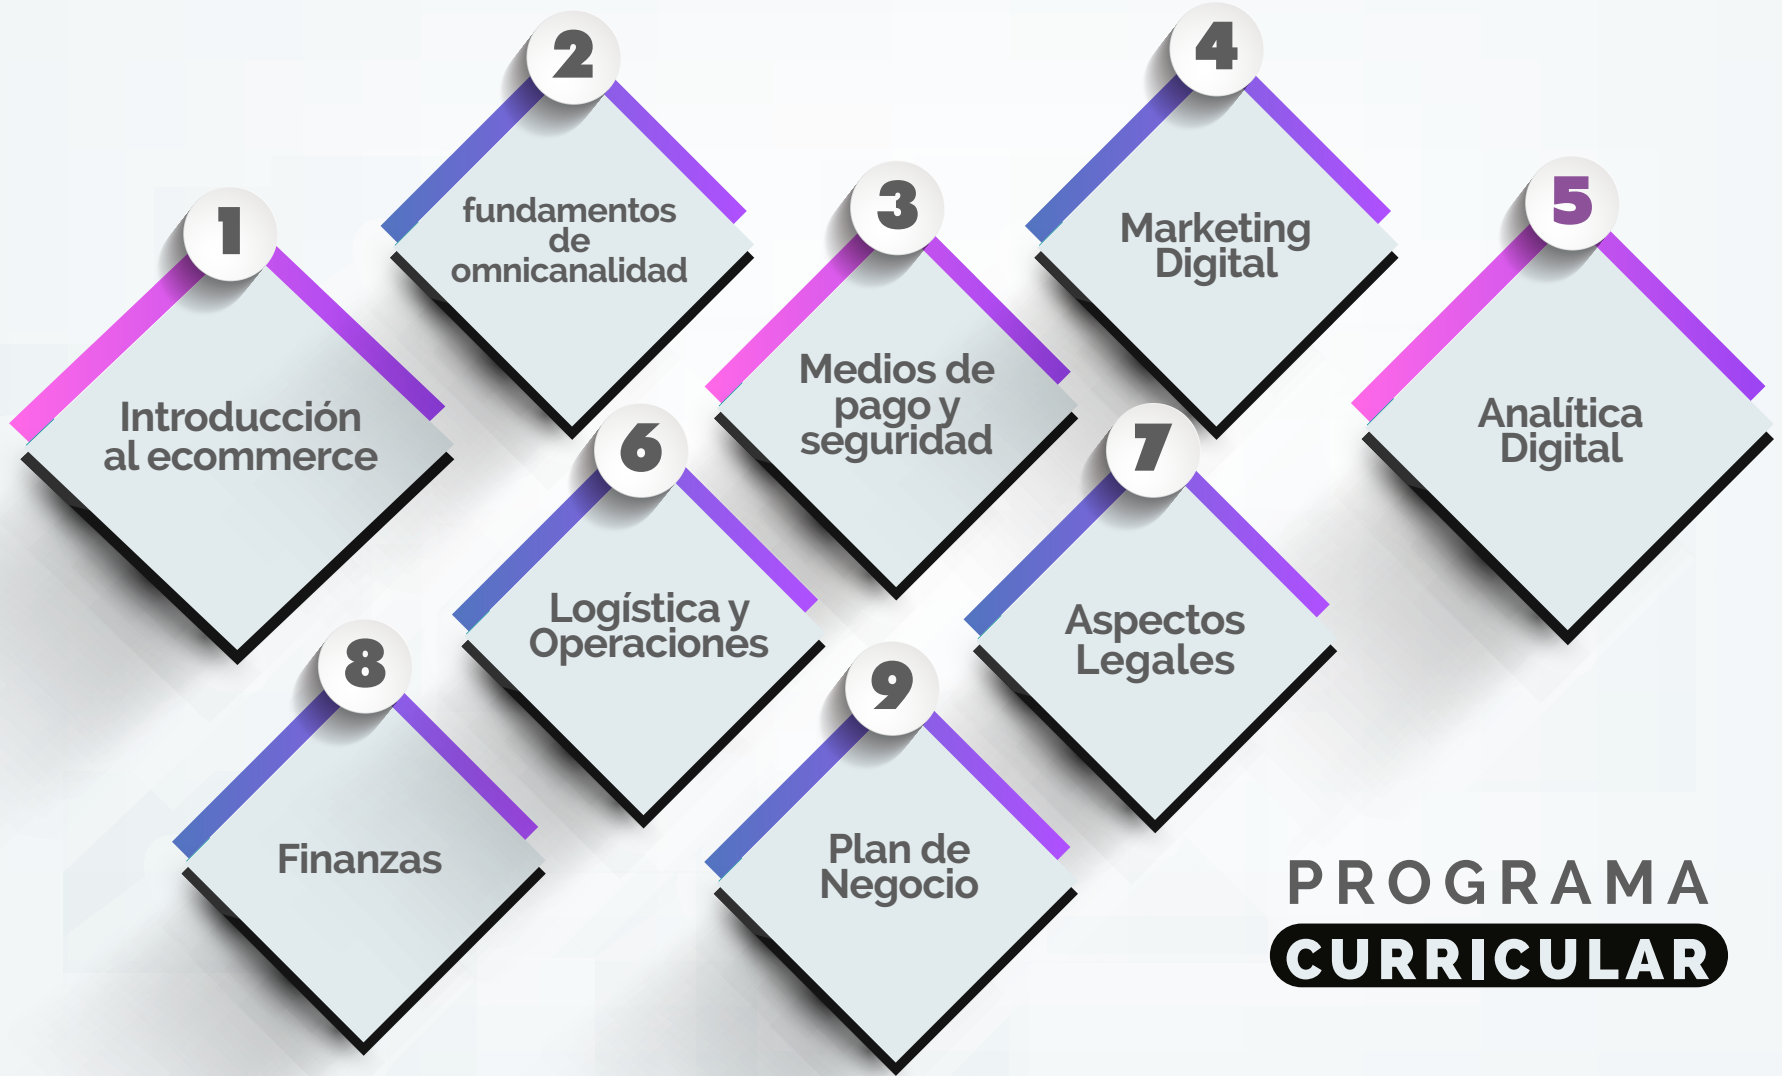 1
Introducción
al ecommerce
2
fundamentos
de
omnicanalidad
3
Medios de
pago y
seguridad
4
Marketing
Digital
5
Analítica
Digital
6
Logística y
Operaciones
7
Aspectos
Legales
8
Finanzas
9
Plan de
Negocio
PROGRAMA
CURRICULAR